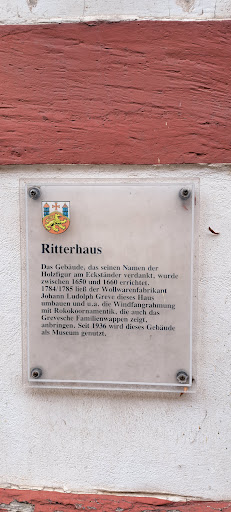 Ritterhaus
Das Gebäude, das seinen Namen der
Holzfigur am Eckständer verdankt, wurde
zwischen 1650 und 1660 errichtet.
1784/1785 ließ der Wollwarenfabrikant
Johann Ludolph Greve dieses Haus
umbauen und u.a. die Windfangrahmung
mit Rokokoornamentik, die auch das
Grevesche Familienwappen zeigt,
anbringen. Seit 1936 wird dieses Gebäude
als Museum genutzt.